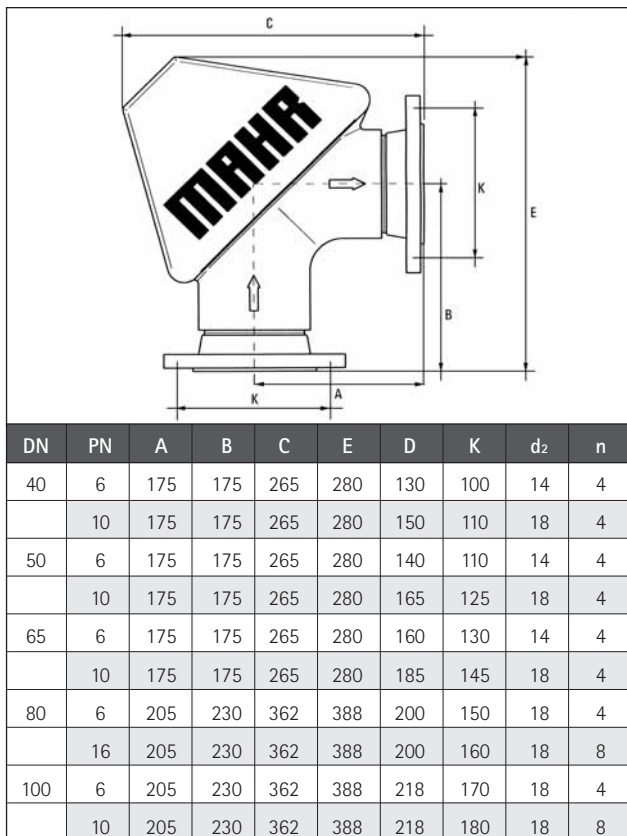 C
MAHR
K
E
B
K
A
DN PN A B C E D K d2 n
40 6 175 175 265 280 130 100 14 4
10 175 175 265 280 150 110 18 4
50 6 175 175 265 280 140 110 14 4
10 175 175 265 280 165 125 18 4
65 6 175 175 265 280 160 130 14 4
10 175 175 265 280 185 145 18 4
80 6 205 230 362 388 200 150 18 4
16 205 230 362 388 200 160 18 8
100 6 205 230 362 388 218 170 18 4
10 205 230 362 388 218 180 18 8